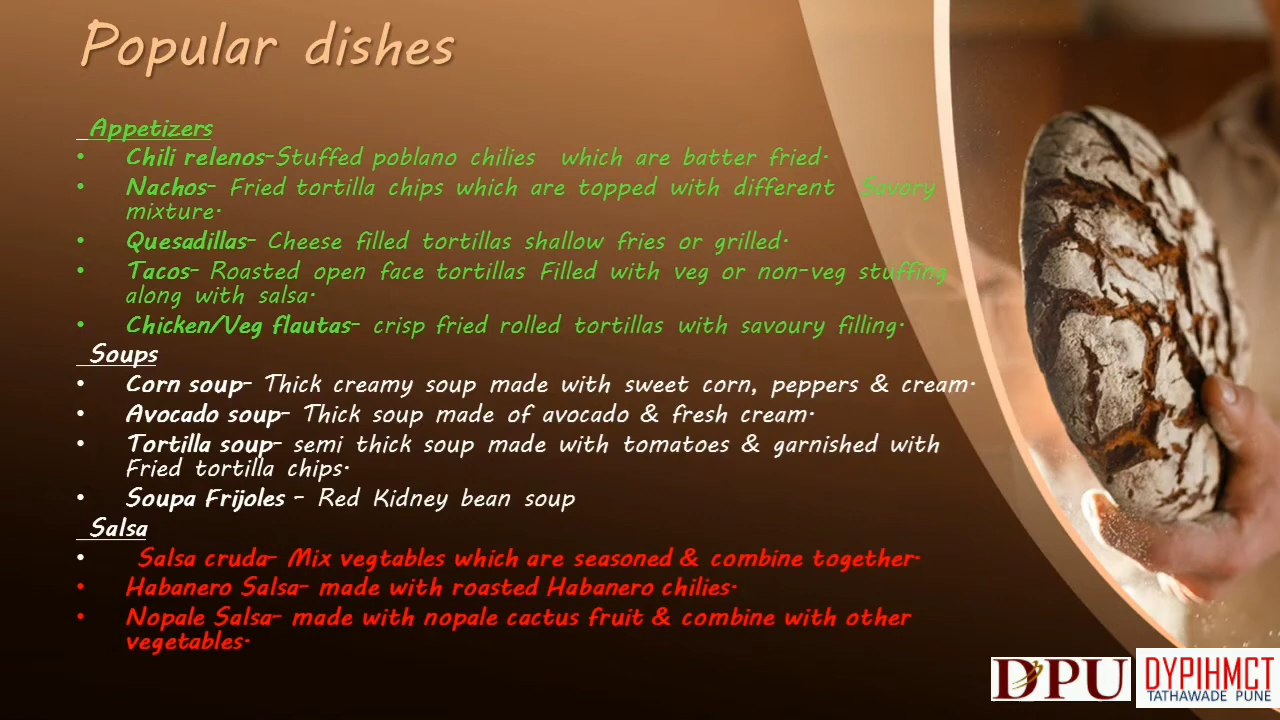 Popular dishes
Appetizers
• Chili relenos-Stuffed poblano chilies which are batter fried.
• Nachos- Fried tortilla chips which are topped with different Savory
mixture.
• Quesadillas- Cheese filled tortillas shallow fries or grilled.
• Tacos- Roasted open face tortillas Filled with veg or non-veg stuffing
along with salsa.
• Chicken/Veg flautas- crisp fried rolled tortillas with savoury filling.
Soups
• Corn soup- Thick creamy soup made with sweet corn, peppers & cream.
• Avocado soup- Thick soup made of avocado & fresh cream.
• Tortilla soup- semi thick soup made with tomatoes & garnished with
Fried tortilla chips.
• Soupa Frijoles - Red Kidney bean soup
Salsa
• Salsa cruda- Mix vegtables which are seasoned & combine together.
• Habanero Salsa- made with roasted Habanero chilies.
• Nopale Salsa- made with nopale cactus fruit & combine with other
vegetables.
DPU
DYPIHMCT
TATHAWADE PUNE